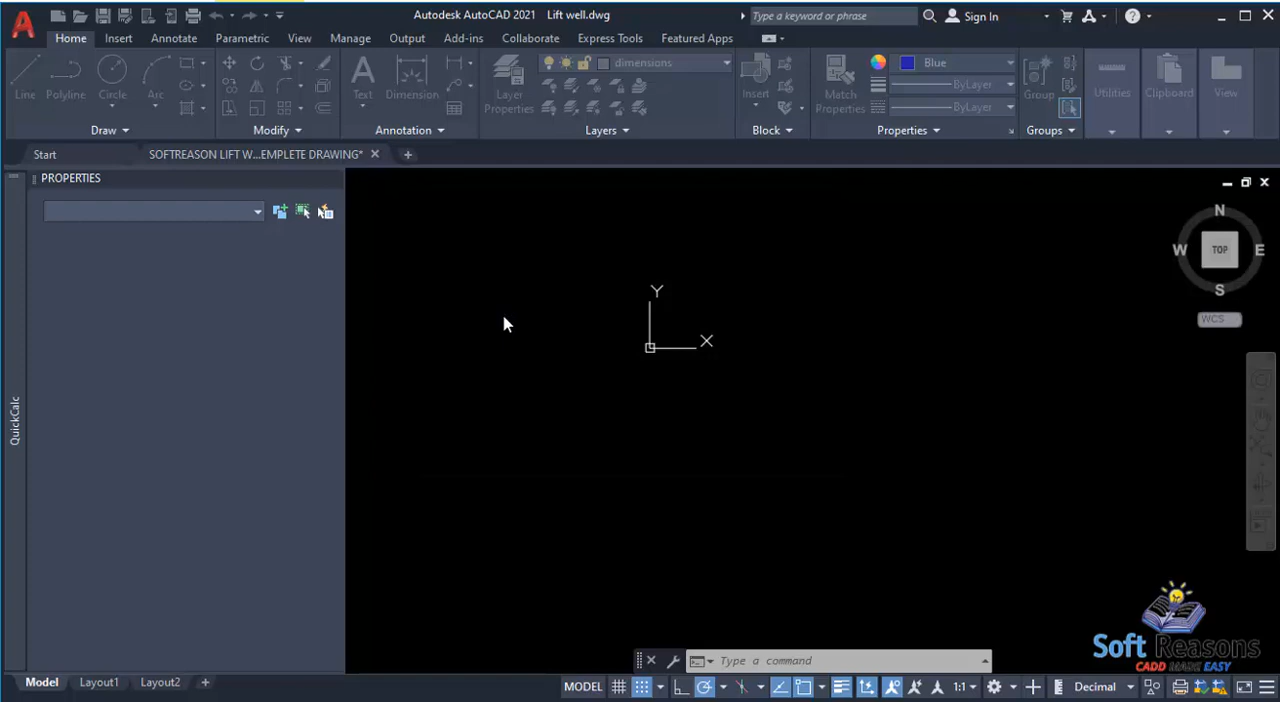 Autodesk AutoCAD 2021 Lift well.dwg
Type a keyword or phrase
Sign In
Home Insert Annotate Parametric View Manage Output Add-ins Collaborate Express Tools Featured Apps
dimensions
Blue
Line Polyline Circle Arc
Text Dimension
Layer
Properties
Insert
Match
Properties
ByLayer
ByLayer
Group
Utilities Clipboard View
Draw Modify Annotation Layers Block Properties Groups
Start SOFTREASON LIFT W...EMPLETE DRAWING*
PROPERTIES
N
W TOP E
S
WCS
Y
X
QuickCalc
Soft Reasons
CADD MADE EASY
Type a command
Model Layout1 Layout2
MODEL 1:1 Decimal